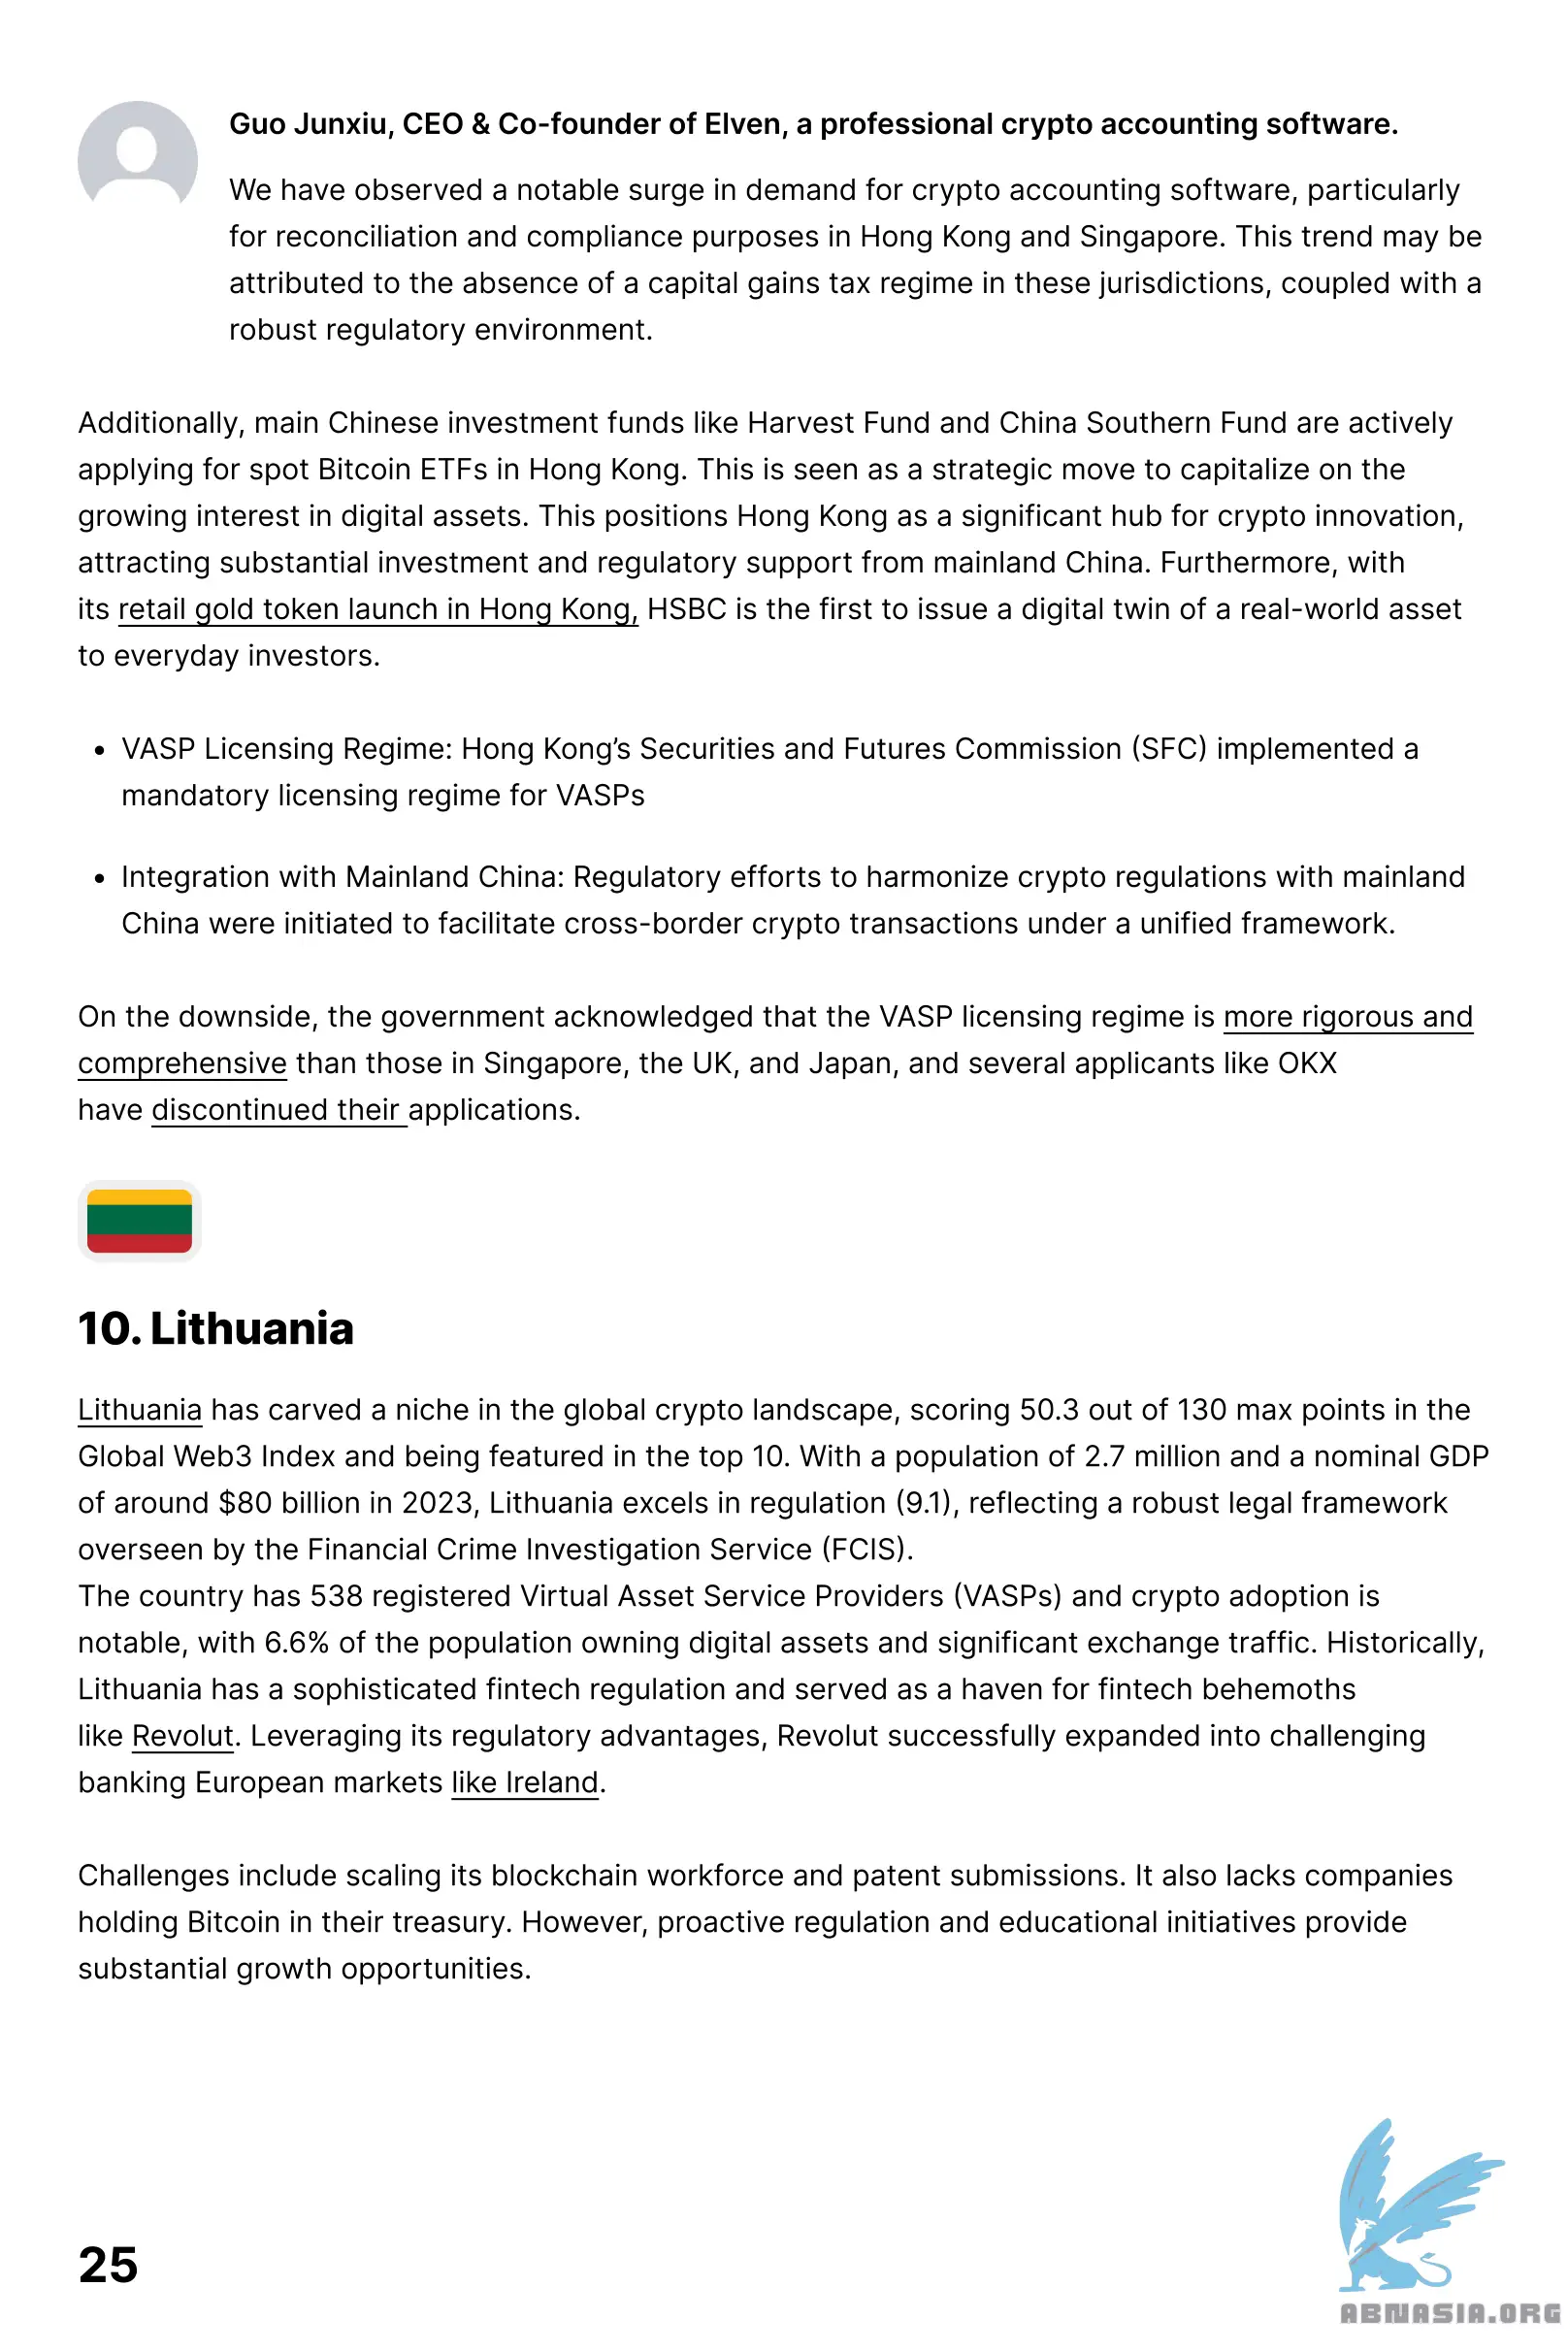 Guo Junxiu, CEO & Co-founder of Elven, a professional crypto accounting software.
We have observed a notable surge in demand for crypto accounting software, particularly
for reconciliation and compliance purposes in Hong Kong and Singapore. This trend may be
attributed to the absence of a capital gains tax regime in these jurisdictions, coupled with a
robust regulatory environment.
Additionally, main Chinese investment funds like Harvest Fund and China Southern Fund are actively
applying for spot Bitcoin ETFs in Hong Kong. This is seen as a strategic move to capitalize on the
growing interest in digital assets. This positions Hong Kong as a significant hub for crypto innovation,
attracting substantial investment and regulatory support from mainland China. Furthermore, with
its retail gold token launch in Hong Kong, HSBC is the first to issue a digital twin of a real-world asset
to everyday investors.
• VASP Licensing Regime: Hong Kong’s Securities and Futures Commission (SFC) implemented a
mandatory licensing regime for VASPs
• Integration with Mainland China: Regulatory efforts to harmonize crypto regulations with mainland
China were initiated to facilitate cross-border crypto transactions under a unified framework.
On the downside, the government acknowledged that the VASP licensing regime is more rigorous and
comprehensive than those in Singapore, the UK, and Japan, and several applicants like OKX
have discontinued their applications.
10. Lithuania
Lithuania has carved a niche in the global crypto landscape, scoring 50.3 out of 130 max points in the
Global Web3 Index and being featured in the top 10. With a population of 2.7 million and a nominal GDP
of around $80 billion in 2023, Lithuania excels in regulation (9.1), reflecting a robust legal framework
overseen by the Financial Crime Investigation Service (FCIS).
The country has 538 registered Virtual Asset Service Providers (VASPs) and crypto adoption is
notable, with 6.6% of the population owning digital assets and significant exchange traffic. Historically,
Lithuania has a sophisticated fintech regulation and served as a haven for fintech behemoths
like Revolut. Leveraging its regulatory advantages, Revolut successfully expanded into challenging
banking European markets like Ireland.
Challenges include scaling its blockchain workforce and patent submissions. It also lacks companies
holding Bitcoin in their treasury. However, proactive regulation and educational initiatives provide
substantial growth opportunities.
25
ABNASIA.ORG